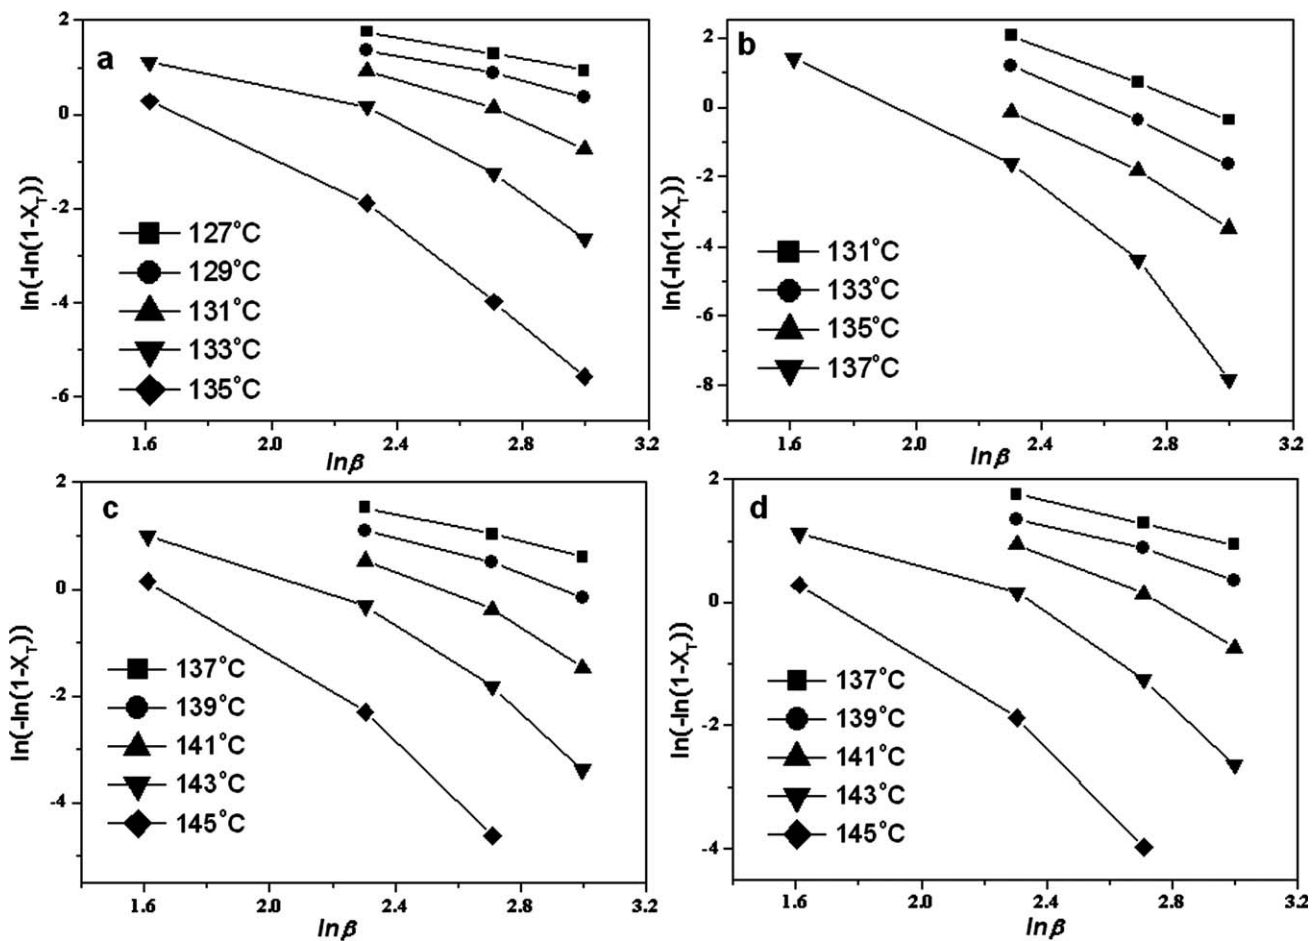 a
2
0
-2
-4
-6
ln(-ln(1-X_T))
127°C
129°C
131°C
133°C
135°C
1.6
2.0
2.4
2.8
3.2
lnβ
b
2
0
-2
-4
-6
-8
ln(-ln(1-X_T))
131°C
133°C
135°C
137°C
1.6
2.0
2.4
2.8
3.2
lnβ
c
2
0
-2
-4
ln(-ln(1-X_T))
137°C
139°C
141°C
143°C
145°C
1.6
2.0
2.4
2.8
3.2
lnβ
d
2
0
-2
-4
ln(-ln(1-X_T))
137°C
139°C
141°C
143°C
145°C
1.6
2.0
2.4
2.8
3.2
lnβ